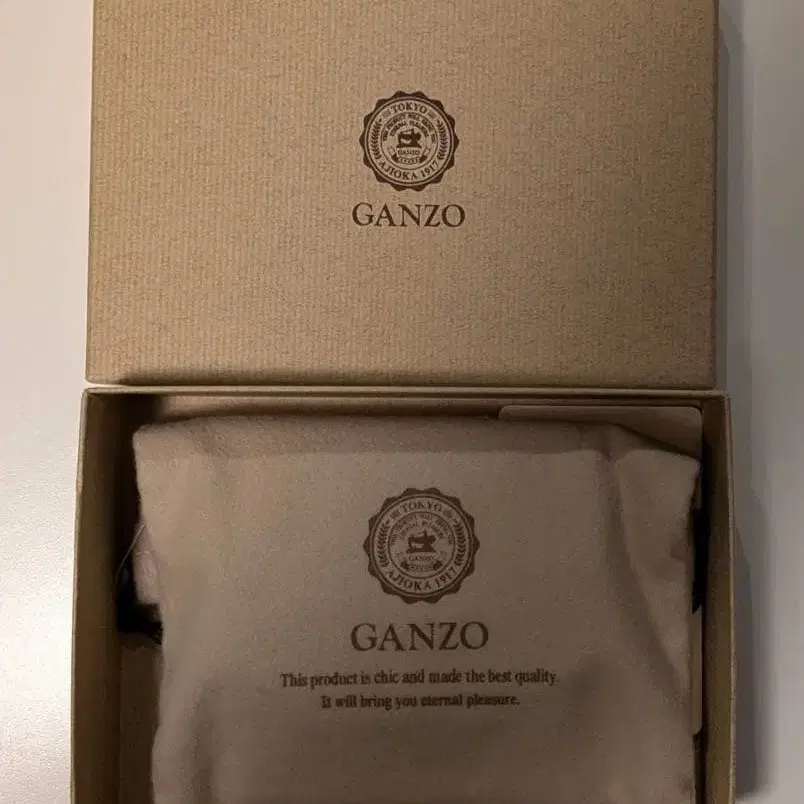 TOKYO
GANZO
AJIOKA 1917
GANZO
TOKYO
GANZO
AJIOKA 1917
GANZO
This product is chic and made the best quality.
It will bring you eternal pleasure.